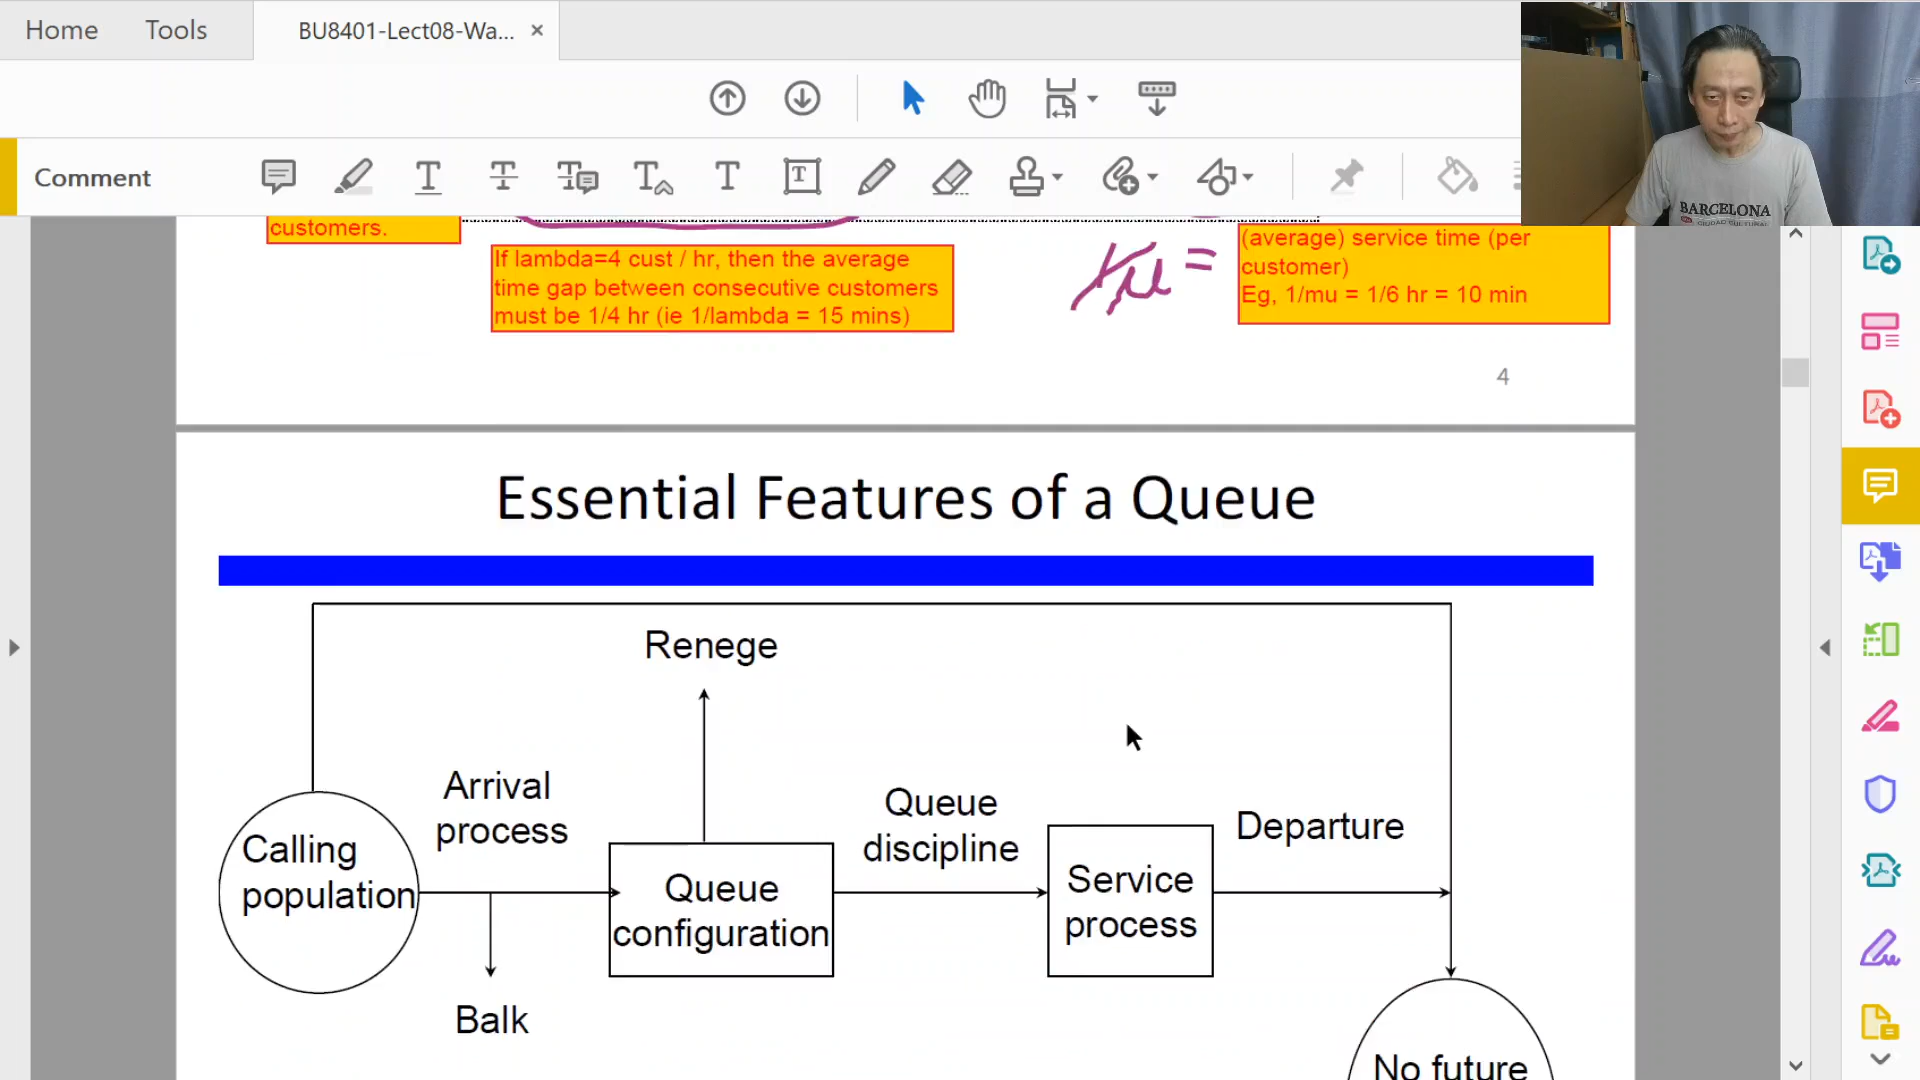 Home
Tools
BU8401-Lect08-Wa...
Comment
customers.
If lambda=4 cust / hr, then the average
time gap between consecutive customers
must be 1/4 hr (ie 1/lambda = 15 mins)
1/μ =
(average) service time (per
customer)
Eg, 1/mu = 1/6 hr = 10 min
4
Essential Features of a Queue
Renege
Arrival
process
Queue
discipline
Departure
Calling
population
Queue
configuration
Service
process
Balk
No future
BARCELONA